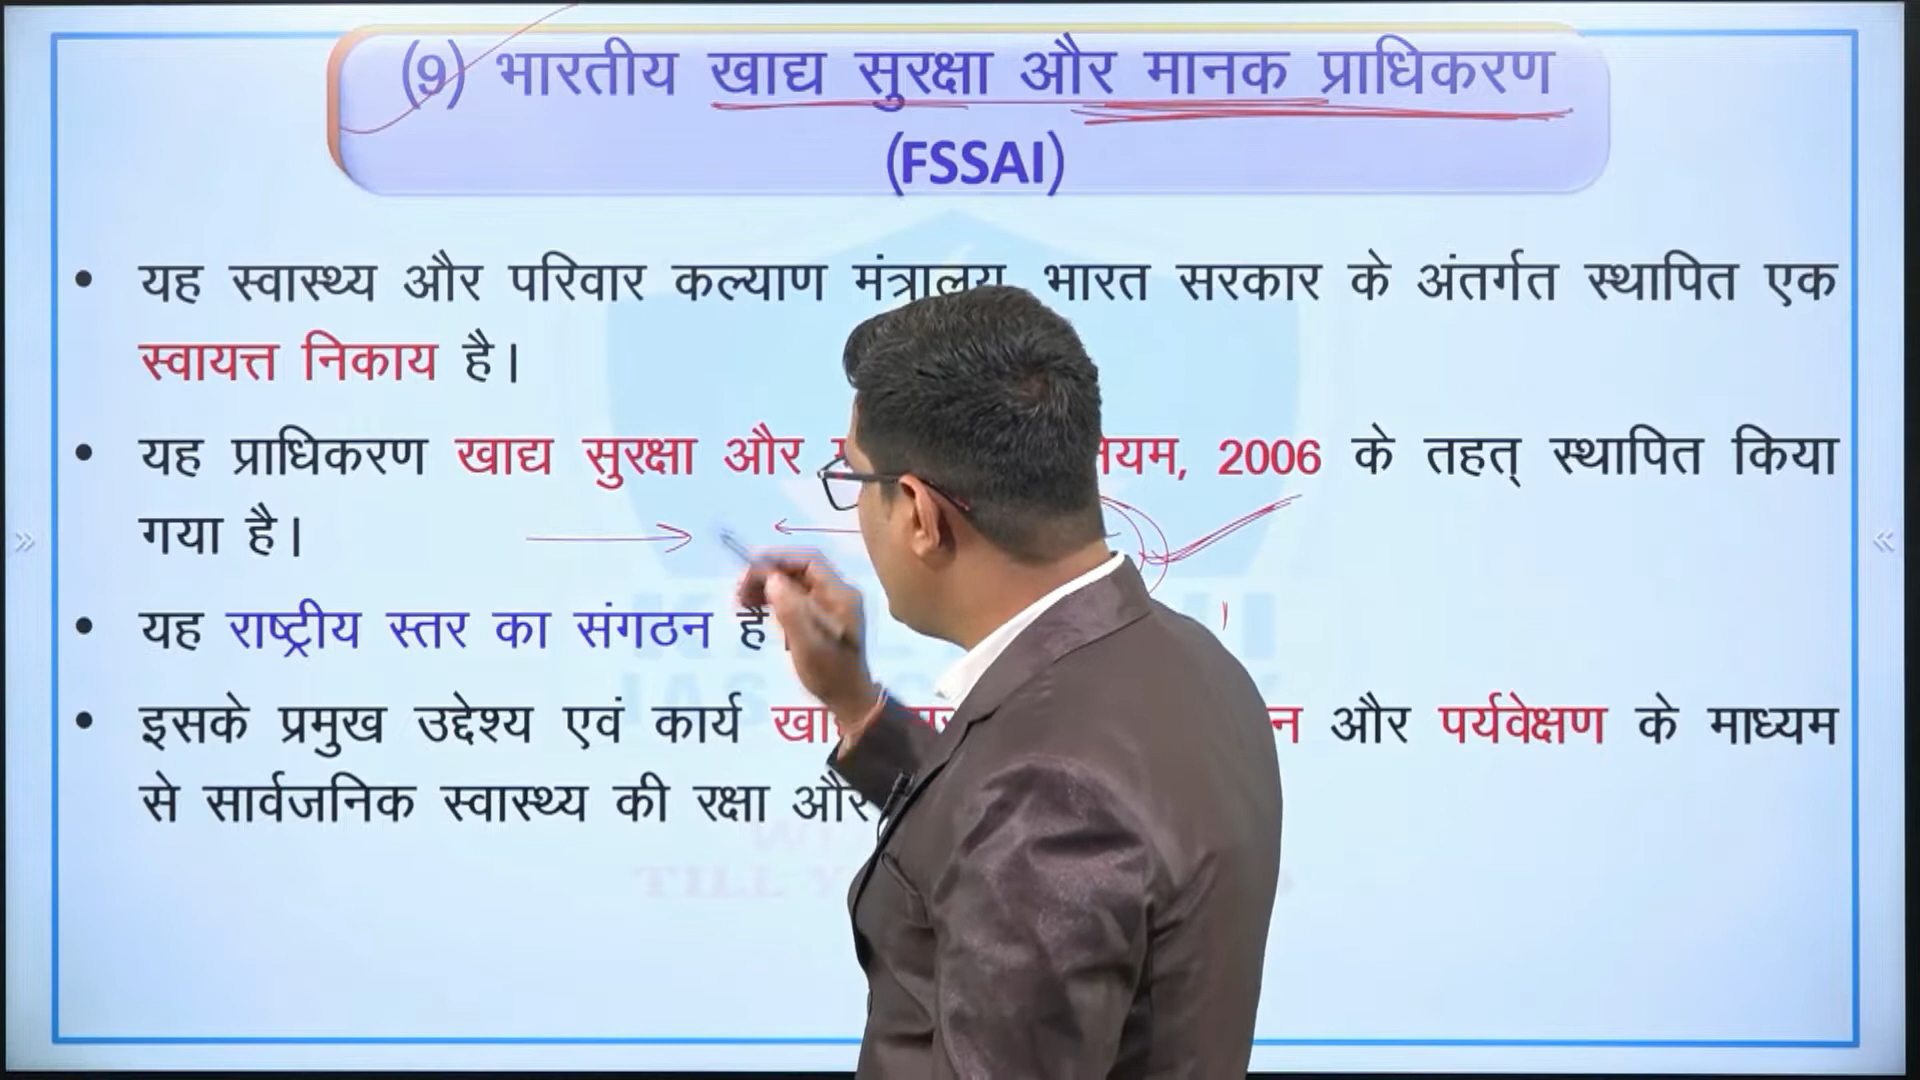 (9) भारतीय खाद्य सुरक्षा और मानक प्राधिकरण
(FSSAI)
• यह स्वास्थ्य और परिवार कल्याण मंत्रालय भारत सरकार के अंतर्गत स्थापित एक
स्वायत्त निकाय है।
• यह प्राधिकरण खाद्य सुरक्षा और 2006 के तहत् स्थापित किया
गया है।
• यह राष्ट्रीय स्तर का संगठन है
• इसके प्रमुख उद्देश्य एवं कार्य और पर्यवेक्षण के माध्यम
से सार्वजनिक स्वास्थ्य की रक्षा और